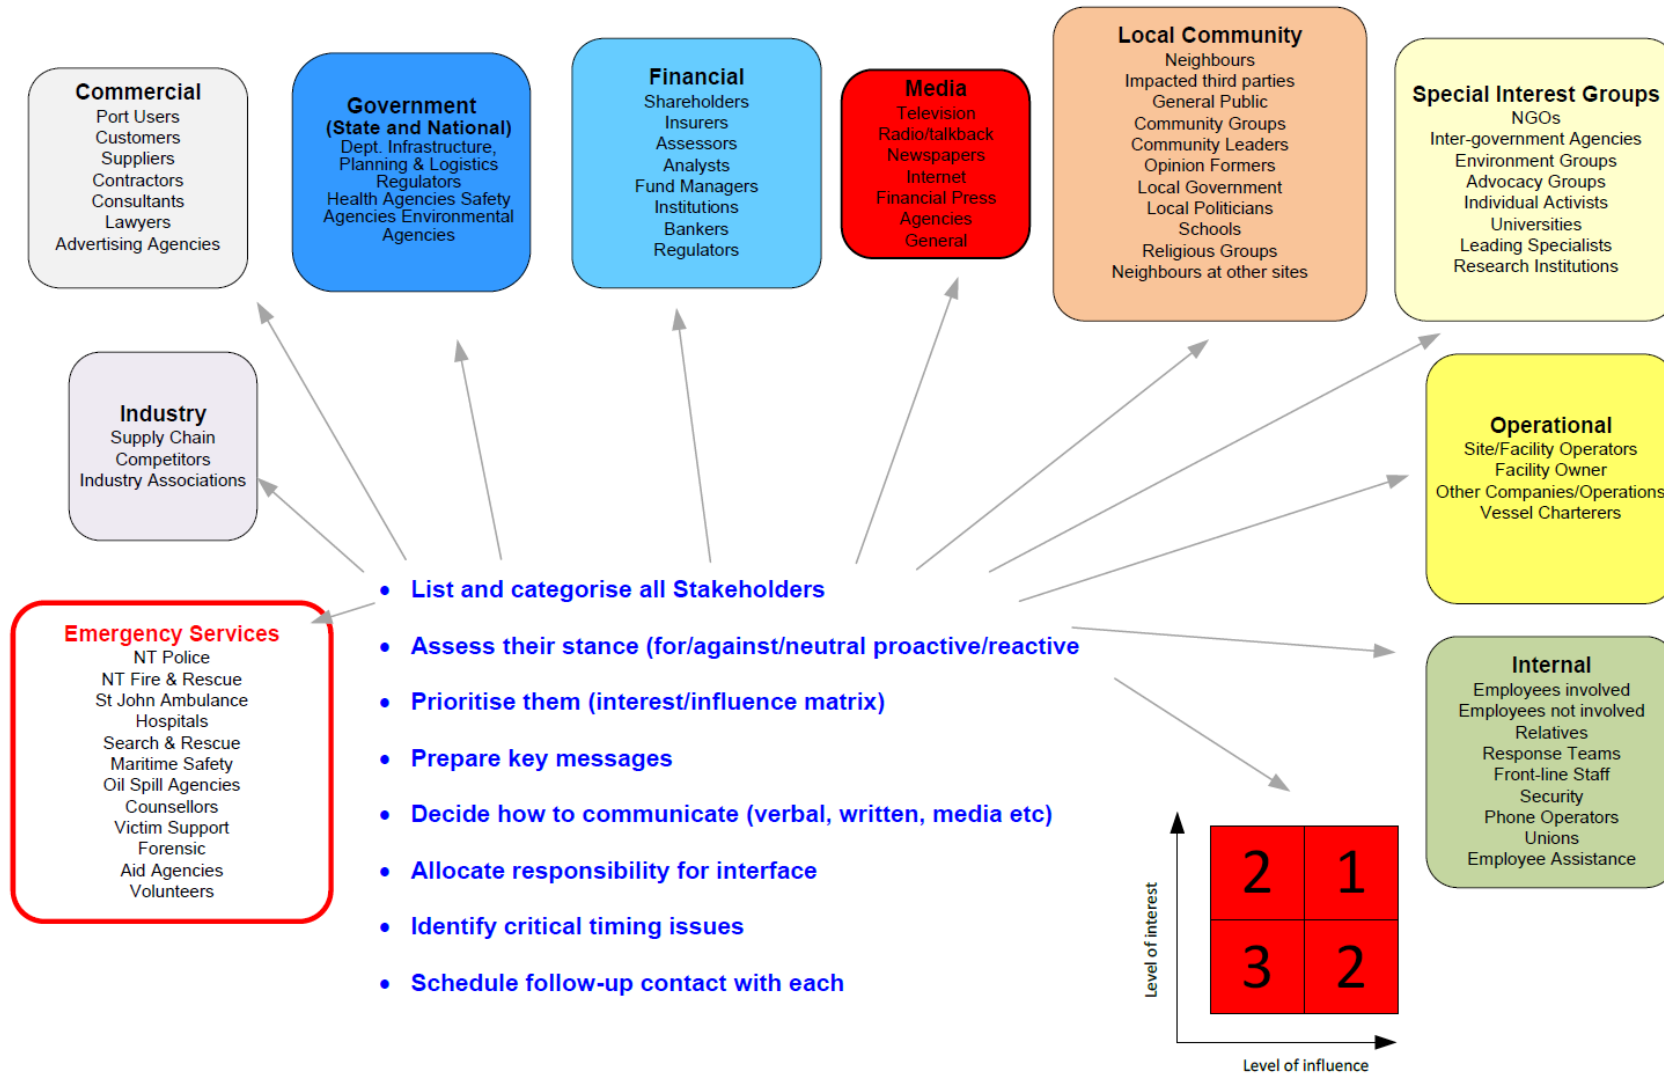 Commercial
Port Users
Customers
Suppliers
Contractors
Consultants
Lawyers
Advertising Agencies
Government
(State and National)
Dept. Infrastructure,
Planning & Logistics
Regulators
Health Agencies Safety
Agencies Environmental
Agencies
Financial
Shareholders
Insurers
Assessors
Analysts
Fund Managers
Institutions
Bankers
Regulators
Media
Television
Radio/talkback
Newspapers
Internet
Financial Press
Agencies
General
Local Community
Neighbours
Impacted third parties
General Public
Community Groups
Community Leaders
Opinion Formers
Local Government
Local Politicians
Schools
Religious Groups
Neighbours at other sites
Special Interest Groups
NGOs
Inter-government Agencies
Environment Groups
Advocacy Groups
Individual Activists
Universities
Leading Specialists
Research Institutions
Industry
Supply Chain
Competitors
Industry Associations
Operational
Site/Facility Operators
Facility Owner
Other Companies/Operations
Vessel Charterers
Emergency Services
NT Police
NT Fire & Rescue
St John Ambulance
Hospitals
Search & Rescue
Maritime Safety
Oil Spill Agencies
Counsellors
Victim Support
Forensic
Aid Agencies
Volunteers
• List and categorise all Stakeholders
• Assess their stance (for/against/neutral proactive/reactive
• Prioritise them (interest/influence matrix)
• Prepare key messages
• Decide how to communicate (verbal, written, media etc)
• Allocate responsibility for interface
• Identify critical timing issues
• Schedule follow-up contact with each
Internal
Employees involved
Employees not involved
Relatives
Response Teams
Front-line Staff
Security
Phone Operators
Unions
Employee Assistance
Level of interest
2 1
3 2
Level of influence